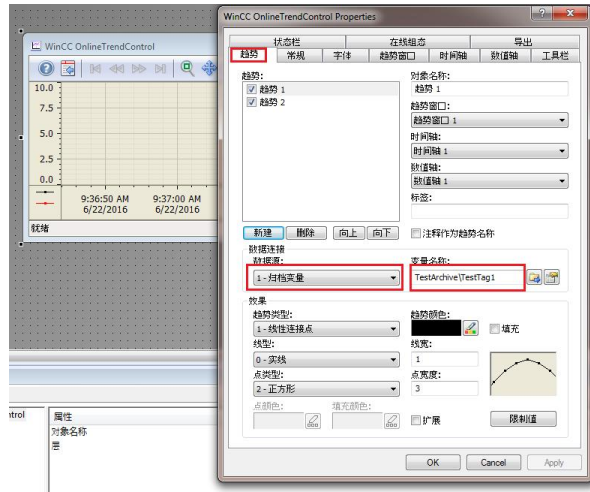 WinCC OnlineTrendControl
10.0
7.5
5.0
2.5
0.0
9:36:50 AM 9:37:00 AM
6/22/2016 6/22/2016
就绪
ntrol
属性
对象名称
层
WinCC OnlineTrendControl Properties
状态栏 在线组态 导出
趋势 常规 字体 趋势窗口 时间轴 数值轴 工具栏
趋势:
趋势 1
趋势 2
对象名称:
趋势 1
趋势窗口:
趋势窗口 1
时间轴:
时间轴 1
数值轴:
数值轴 1
标签:
新建 删除 向上 向下 注释作为趋势名称
数据连接
数据源: 变量名称:
1 - 归档变量 TestArchive\TestTag1
效果
趋势类型: 趋势颜色:
1 - 线性连接点 填充
线型: 线宽:
0 - 实线 1
点类型: 点宽度:
2 - 正方形 3
点颜色: 填充颜色:
扩展 限制值
OK Cancel Apply